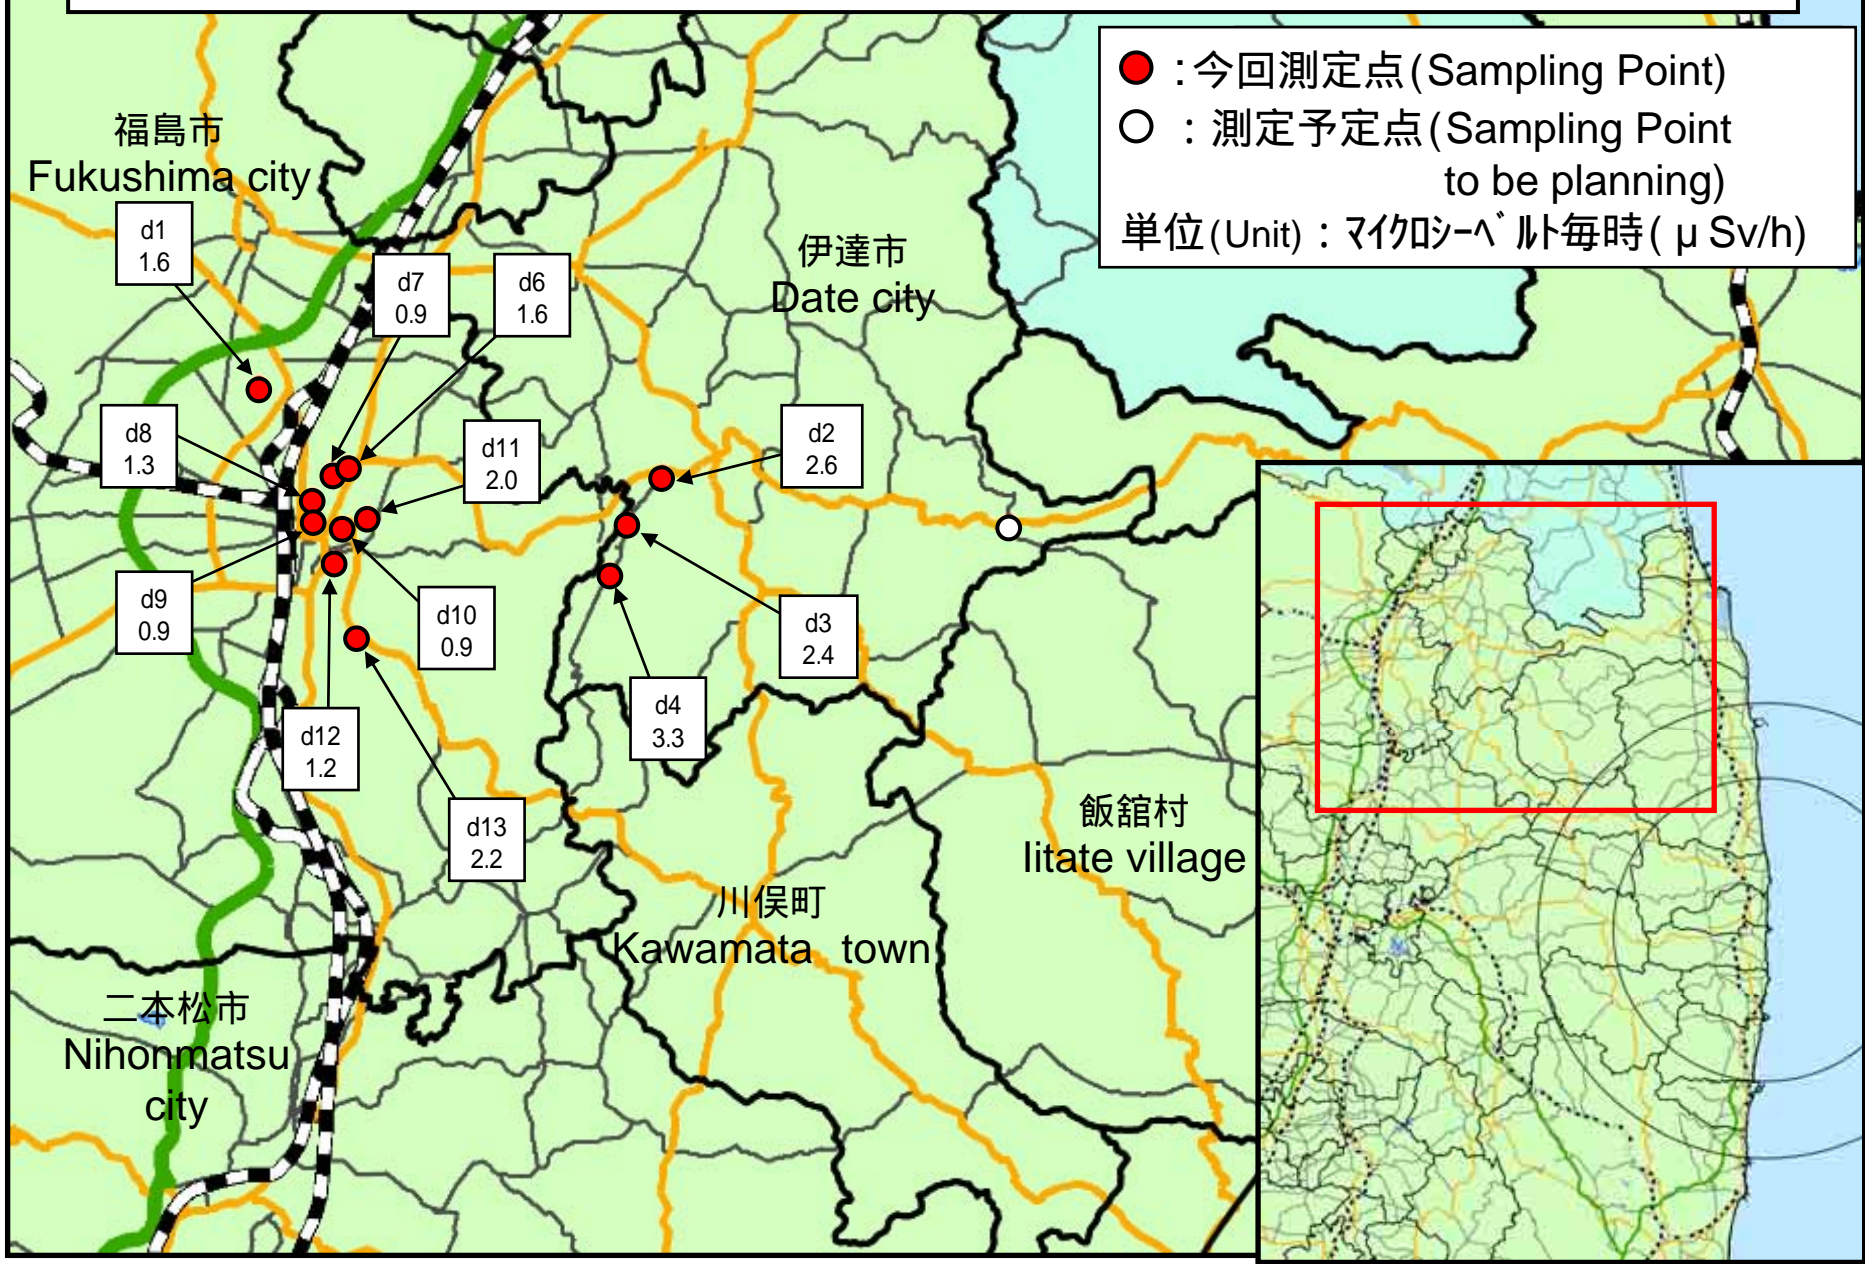 ●：今回測定点(Sampling Point)
○：測定予定点(Sampling Point
to be planning)
単位(Unit)：ﾏｲｸﾛｼｰﾍﾞﾙﾄ毎時( μ Sv/h)
福島市
Fukushima city
伊達市
Date city
d1
1.6
d7
0.9
d6
1.6
d8
1.3
d11
2.0
d2
2.6
d9
0.9
d10
0.9
d3
2.4
d4
3.3
d12
1.2
d13
2.2
飯舘村
Iitate village
川俣町
Kawamata town
二本松市
Nihonmatsu
city